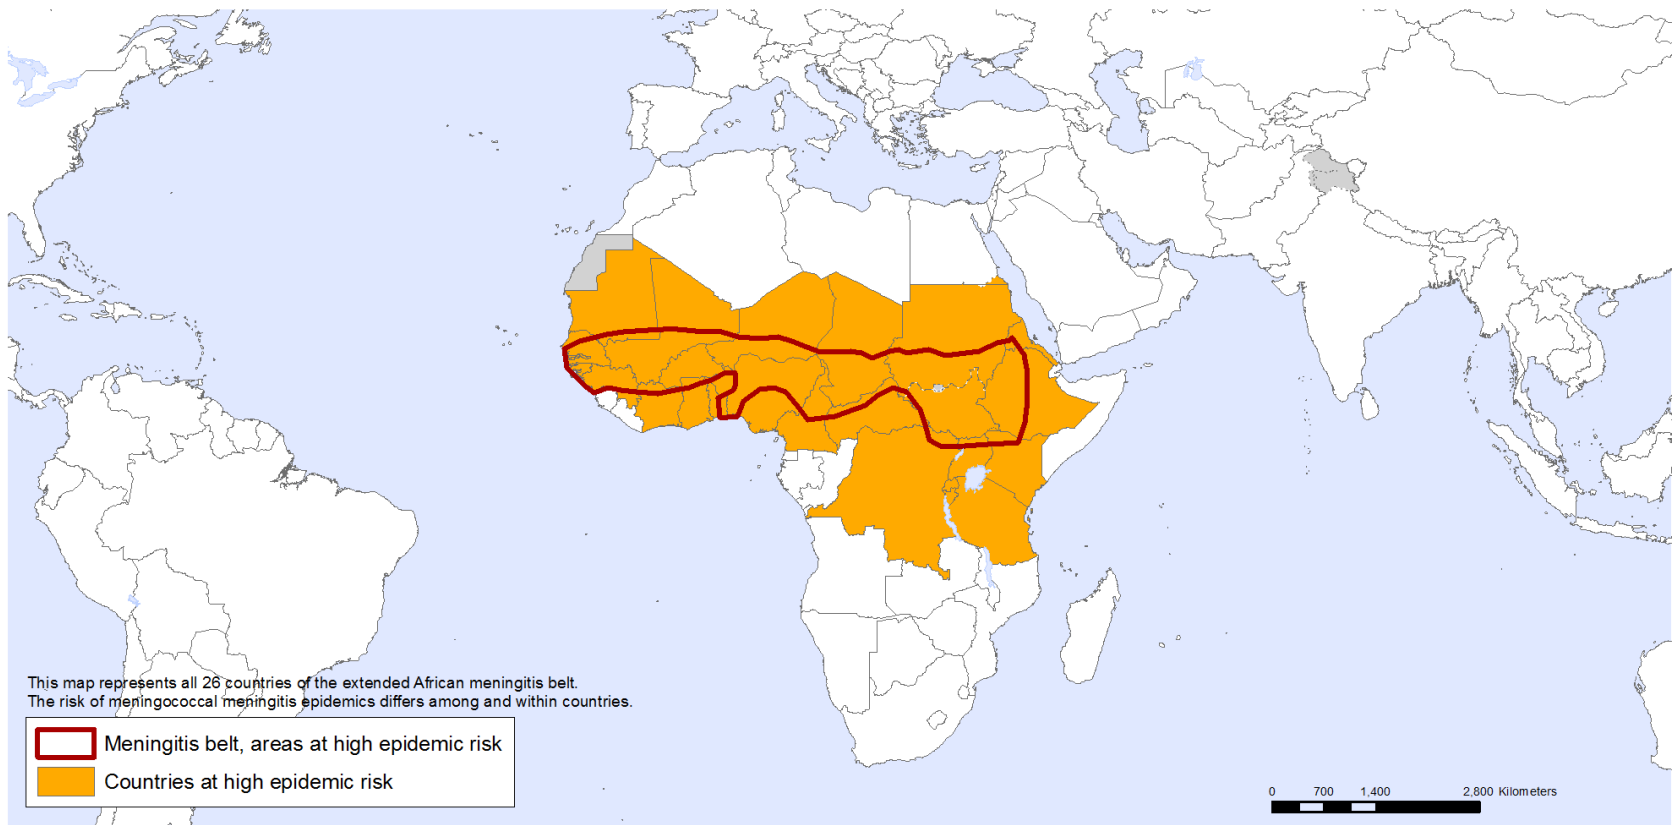 This map represents all 26 countries of the extended African meningitis belt.
The risk of meningococcal meningitis epidemics differs among and within countries.
Meningitis belt, areas at high epidemic risk
Countries at high epidemic risk
0 700 1,400 2,800 Kilometers